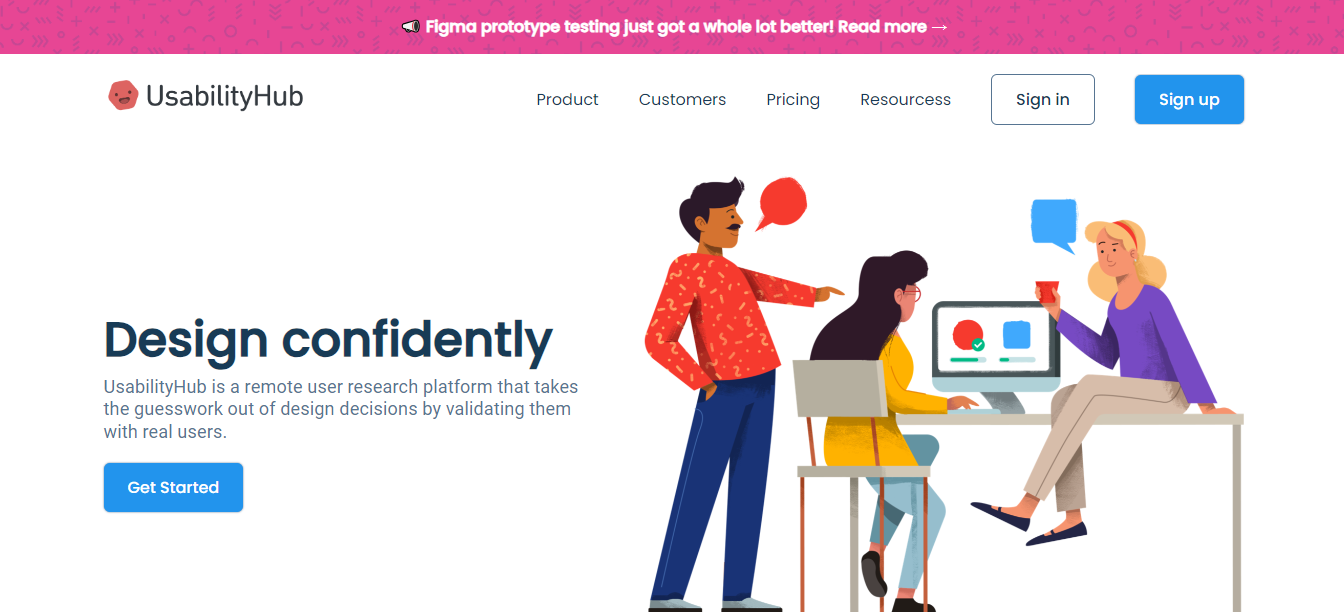 📢 Figma prototype testing just got a whole lot better! Read more →
UsabilityHub
Product
Customers
Pricing
Resourcess
Sign in
Sign up
Design confidently
UsabilityHub is a remote user research platform that takes
the guesswork out of design decisions by validating them
with real users.
Get Started